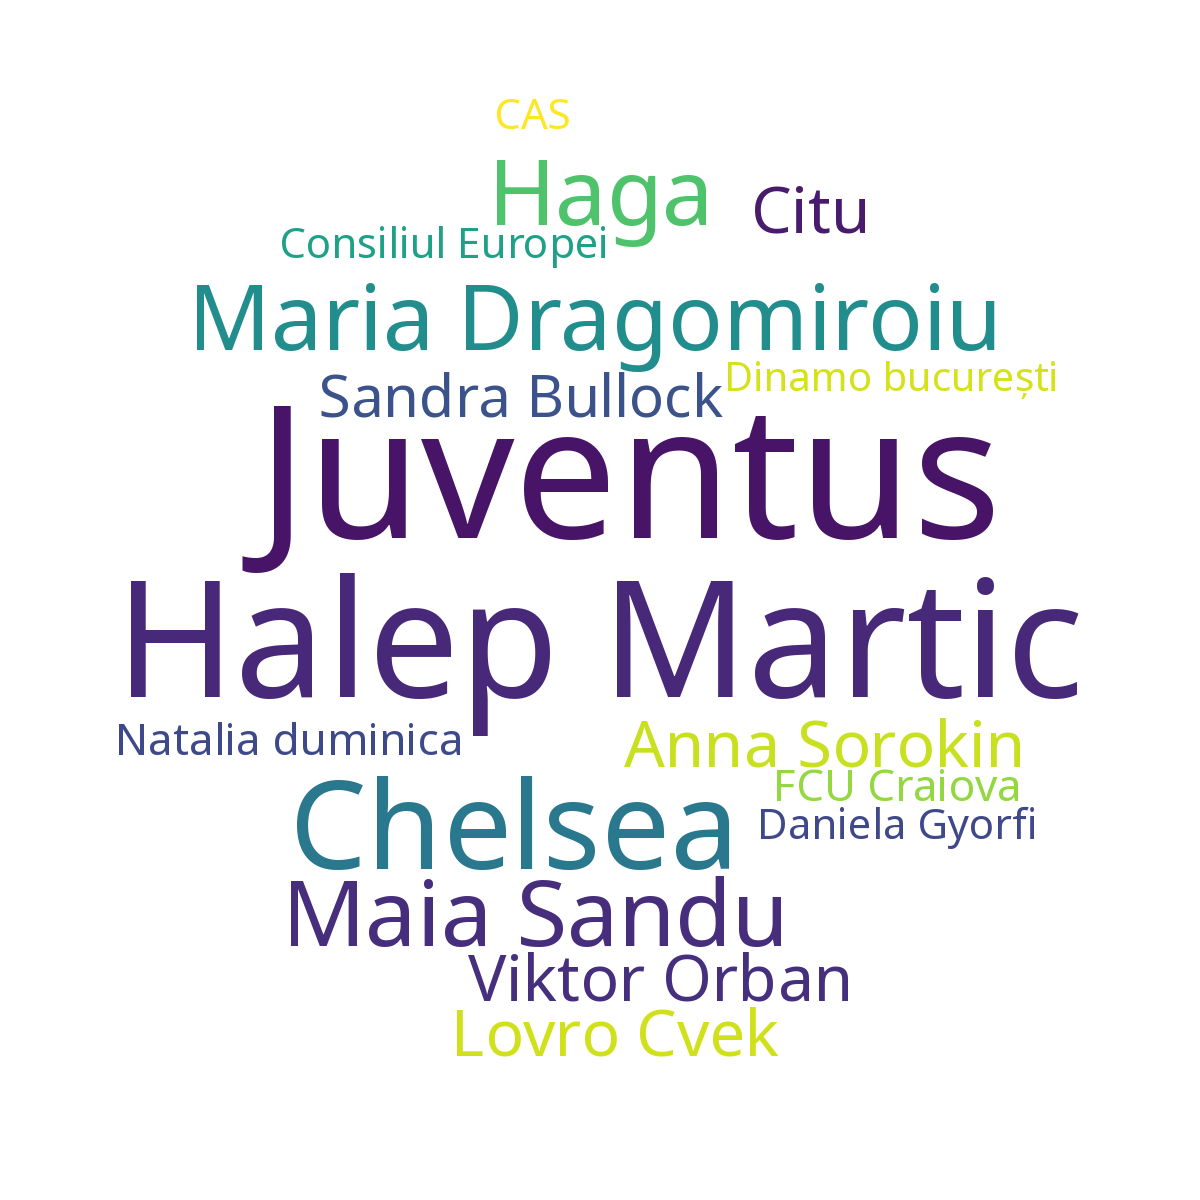 CAS
Haga
Citu
Consiliul Europei
Maria Dragomiroiu
Sandra Bullock
Dinamo bucurești
Juventus
Halep Martic
Natalia duminica
Anna Sorokin
FCU Craiova
Chelsea
Daniela Gyorfi
Maia Sandu
Viktor Orban
Lovro Cvek